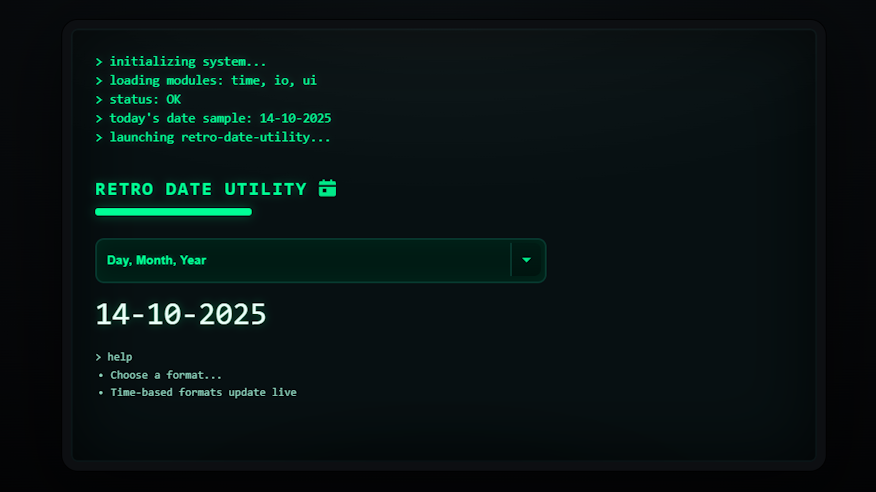 > initializing system...
> loading modules: time, io, ui
> status: OK
> today's date sample: 14-10-2025
> launching retro-date-utility...
RETRO DATE UTILITY
Day, Month, Year
14-10-2025
> help
• Choose a format...
• Time-based formats update live